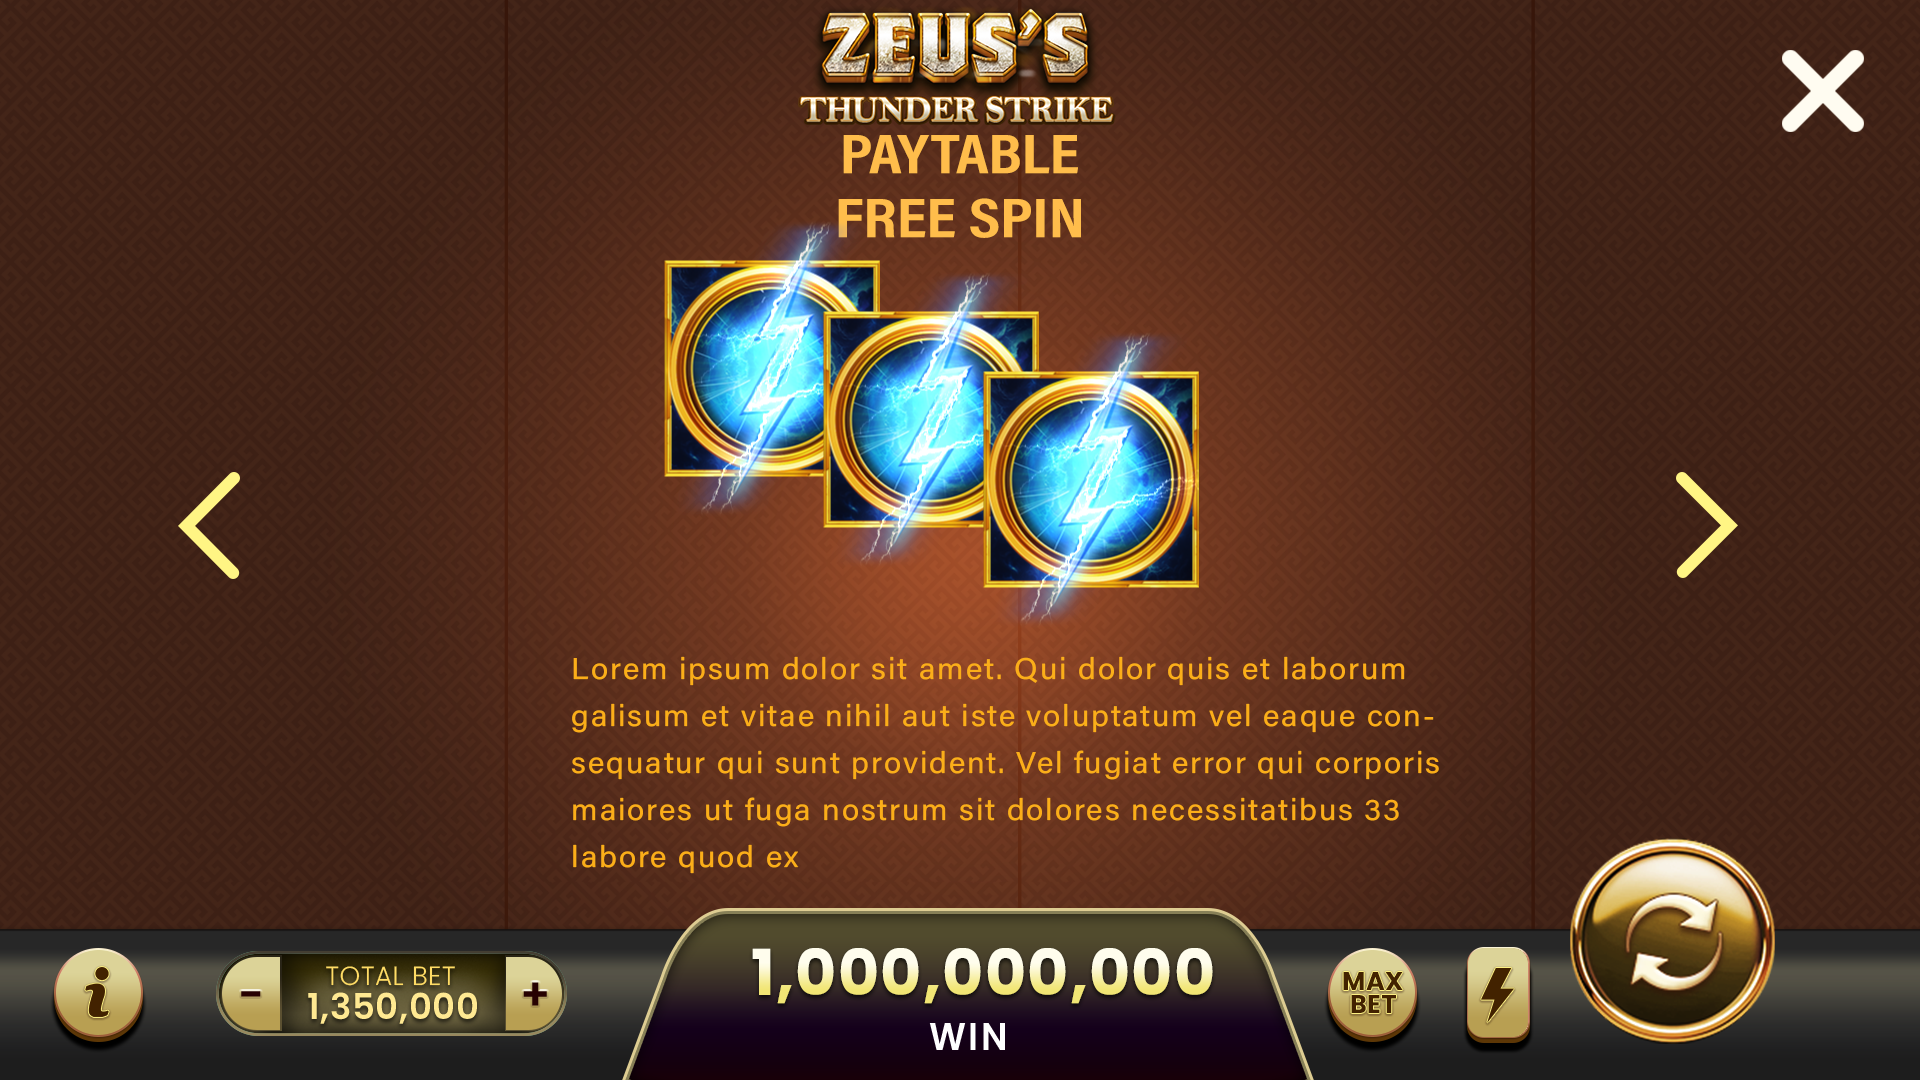 ZEUS'S
THUNDER STRIKE
PAYTABLE
FREE SPIN
Lorem ipsum dolor sit amet. Qui dolor quis et laborum
galisum et vitae nihil aut iste voluptatum vel eaque con-
sequatur qui sunt provident. Vel fugiat error qui corporis
maiores ut fuga nostrum sit dolores necessitatibus 33
labore quod ex
i
-
TOTAL BET
1,350,000
+
1,000,000,000
WIN
MAX
BET